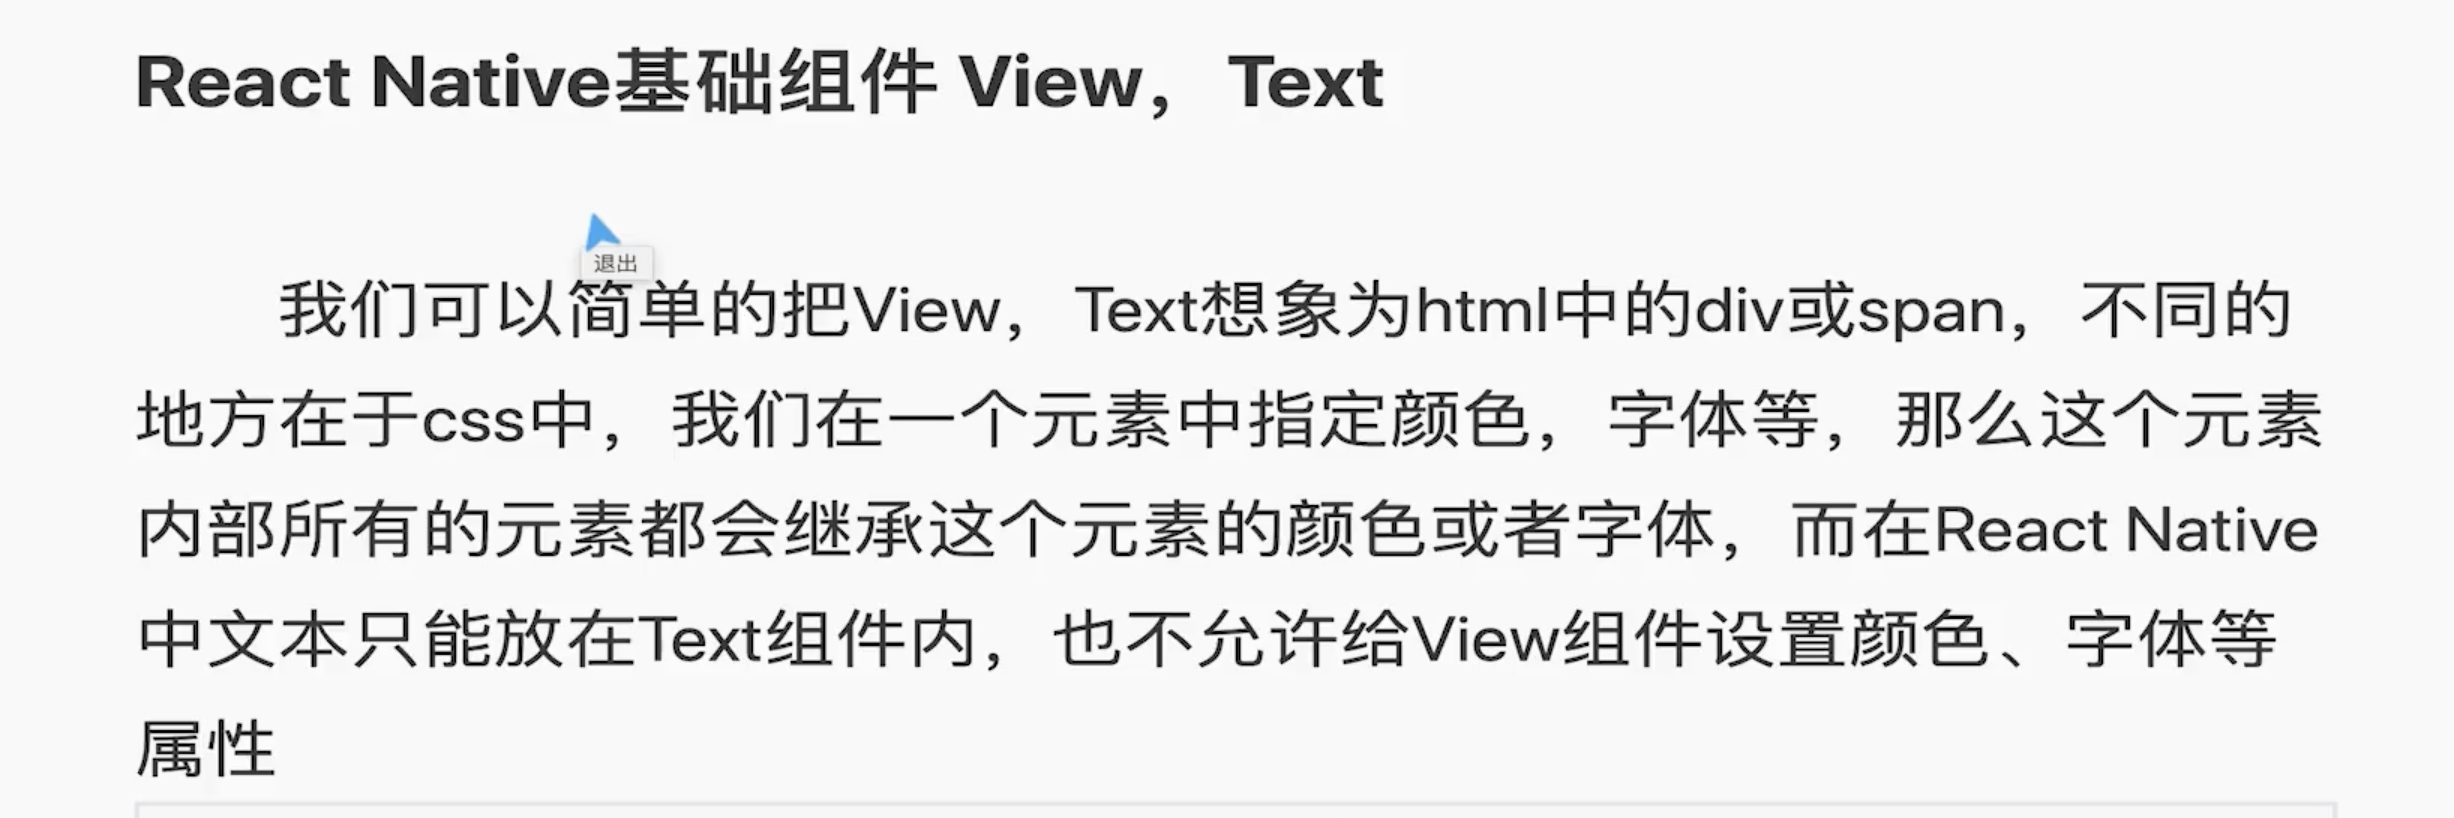 React Native基础组件 View，Text
退出
我们可以简单的把View，Text想象为html中的div或span，不同的
地方在于css中，我们在一个元素中指定颜色，字体等，那么这个元素
内部所有的元素都会继承这个元素的颜色或者字体，而在React Native
中文本只能放在Text组件内，也不允许给View组件设置颜色、字体等
属性